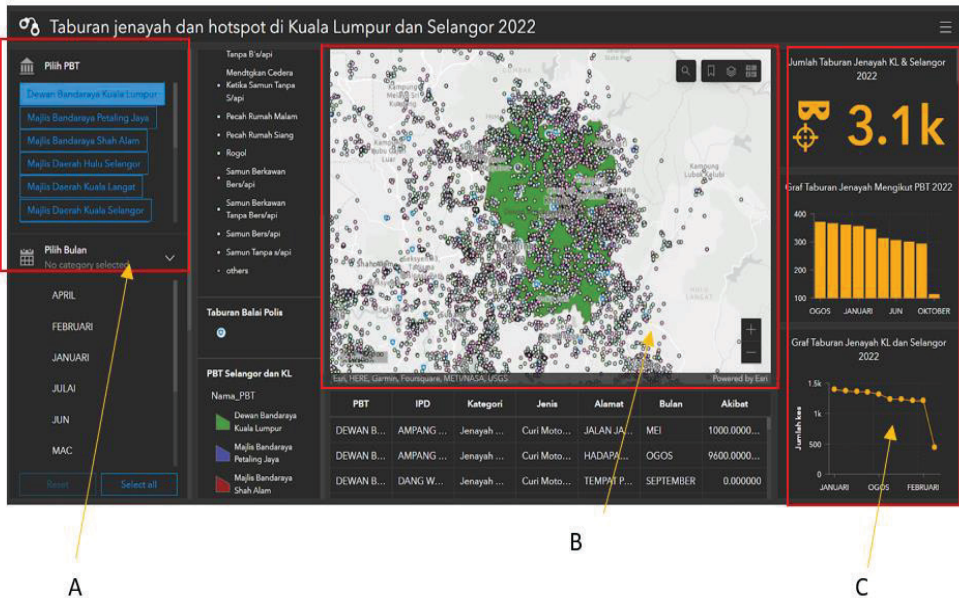 Taburan jenayah dan hotspot di Kuala Lumpur dan Selangor 2022
Pilih PBT
Dewan Bandaraya Kuala Lumpur
Majlis Bandaraya Petaling Jaya
Majlis Bandaraya Shah Alam
Majlis Daerah Hulu Selangor
Majlis Daerah Kuala Langat
Majlis Daerah Kuala Selangor
Pilih Bulan
No category selected
APRIL
FEBRUARI
JANUARI
JULAI
JUN
MAC
Reset
Select all
Tanpa B's/api
Mendtgkan Cedera
Ketika Samun Tanpa
S/api
Pecah Rumah Malam
Pecah Rumah Siang
Rogol
Samun Berkawan
Bers/api
Samun Berkawan
Tanpa Bers/api
Samun Bers/api
Samun Tanpa s/api
others
Taburan Balai Polis
PBT Selangor dan KL
Nama_PBT
Dewan Bandaraya
Kuala Lumpur
Majlis Bandaraya
Petaling Jaya
Majlis Bandaraya
Shah Alam
Kampung
Esri, HERE, Garmin, Foursquare, METI/NASA, USGS
Powered by Esri
PBT IPD Kategori Jenis Alamat Bulan Akibat
DEWAN B... AMPANG ... Jenayah ... Curi Moto... JALAN JA... MEI 1000.0000...
DEWAN B... AMPANG ... Jenayah ... Curi Moto... HADAPA... OGOS 9600.0000...
DEWAN B... DANG W... Jenayah ... Curi Moto... TEMPAT P... SEPTEMBER 0.000000
Jumlah Taburan Jenayah KL & Selangor
2022
3.1k
Graf Taburan Jenayah Mengikut PBT 2022
400
300
200
100
OGOS JANUARI JUN OKTOBER
Graf Taburan Jenayah KL dan Selangor
2022
Jumlah kes
1.5k
1k
500
0
JANUARI OGOS FEBRUARI
A
B
C